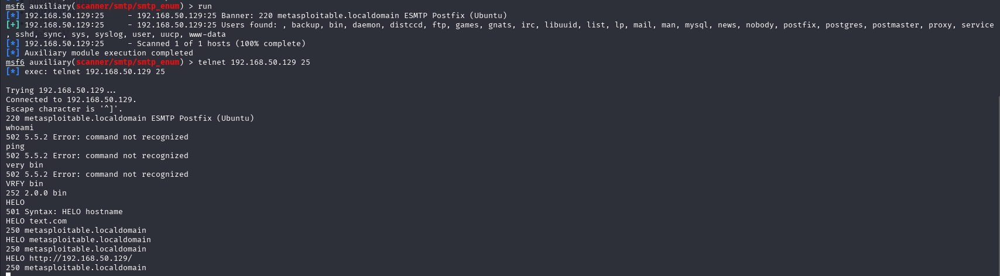 msf6 auxiliary(scanner/smtp/smtp_enum) > run
[*] 192.168.50.129:25     - 192.168.50.129:25 Banner: 220 metasploitable.localdomain ESMTP Postfix (Ubuntu)
[+] 192.168.50.129:25     - 192.168.50.129:25 Users found: , backup, bin, daemon, distccd, ftp, games, gnats, irc, libuuid, list, lp, mail, man, mysql, news, nobody, postfix, postgres, postmaster, proxy, service
, sshd, sync, sys, syslog, user, uucp, www-data
[*] 192.168.50.129:25     - Scanned 1 of 1 hosts (100% complete)
[*] Auxiliary module execution completed
msf6 auxiliary(scanner/smtp/smtp_enum) > telnet 192.168.50.129 25
[*] exec: telnet 192.168.50.129 25
Trying 192.168.50.129...
Connected to 192.168.50.129.
Escape character is '^]'.
220 metasploitable.localdomain ESMTP Postfix (Ubuntu)
whoami
502 5.5.2 Error: command not recognized
ping
502 5.5.2 Error: command not recognized
very bin
502 5.5.2 Error: command not recognized
VRFY bin
252 2.0.0 bin
HELO
501 Syntax: HELO hostname
HELO text.com
250 metasploitable.localdomain
HELO metasploitable.localdomain
250 metasploitable.localdomain
HELO http://192.168.50.129/
250 metasploitable.localdomain